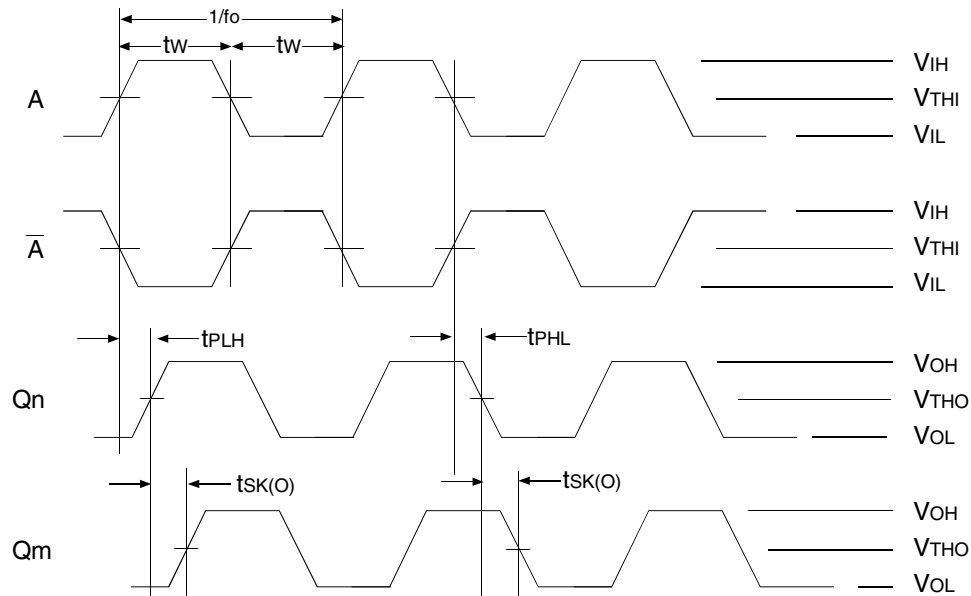 1/fo
tW tW
A VIH
VTHI
VIL
A̅ VIH
VTHI
VIL
tPLH tPHL
Qn VOH
VTHO
VOL
tSK(O) tSK(O)
Qm VOH
VTHO
VOL